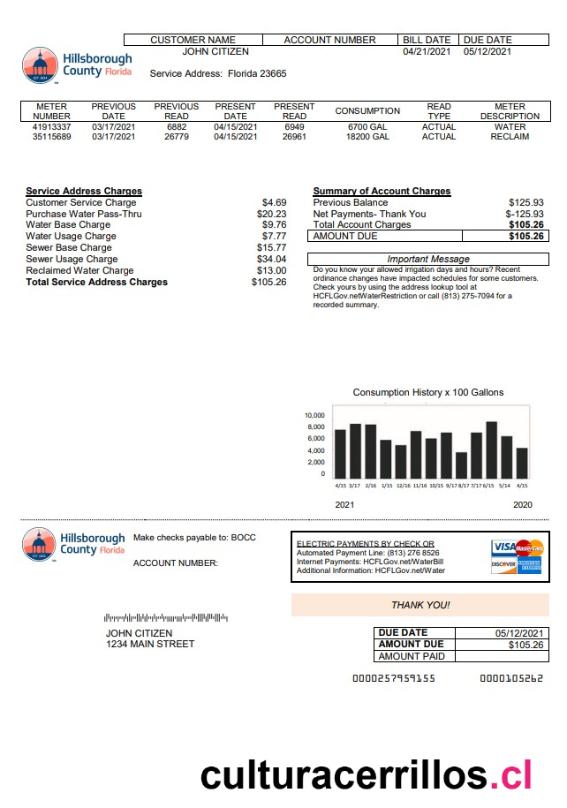 CUSTOMER NAME ACCOUNT NUMBER BILL DATE DUE DATE
JOHN CITIZEN 04/21/2021 05/12/2021
Hillsborough
County Florida
Service Address: Florida 23665
METER NUMBER PREVIOUS DATE PREVIOUS READ PRESENT DATE PRESENT READ CONSUMPTION READ TYPE METER DESCRIPTION
41913337 03/17/2021 6882 04/15/2021 6949 6700 GAL ACTUAL WATER
35115689 03/17/2021 26779 04/15/2021 26961 18200 GAL ACTUAL RECLAIM
Service Address Charges
Customer Service Charge $4.69
Purchase Water Pass-Thru $20.23
Water Base Charge $9.76
Water Usage Charge $7.77
Sewer Base Charge $15.77
Sewer Usage Charge $34.04
Reclaimed Water Charge $13.00
Total Service Address Charges $105.26
Summary of Account Charges
Previous Balance $125.93
Net Payments- Thank You $-125.93
Total Account Charges $105.26
AMOUNT DUE $105.26
Important Message
Do you know your allowed irrigation days and hours? Recent
ordinance changes have impacted schedules for some customers.
Check yours by using the address lookup tool at
HCFLGov.netWaterRestriction or call (813) 275-7094 for a
recorded summary.
Consumption History x 100 Gallons
10,000
8,000
6,000
4,000
2,000
0
4/15 3/17 2/16 1/15 12/16 11/16 10/15 9/17 8/17 7/17 6/15 5/14 4/15
2021 2020
Hillsborough
County Florida
Make checks payable to: BOCC
ACCOUNT NUMBER:
ELECTRIC PAYMENTS BY CHECK OR
Automated Payment Line: (813) 276 8526
Internet Payments: HCFLGov.net/WaterBill
Additional Information: HCFLGov.net/Water
VISA MasterCard
DISCOVER
THANK YOU!
JOHN CITIZEN
1234 MAIN STREET
DUE DATE 05/12/2021
AMOUNT DUE $105.26
AMOUNT PAID
0000257959155 0000105262
culturacerrillos.cl